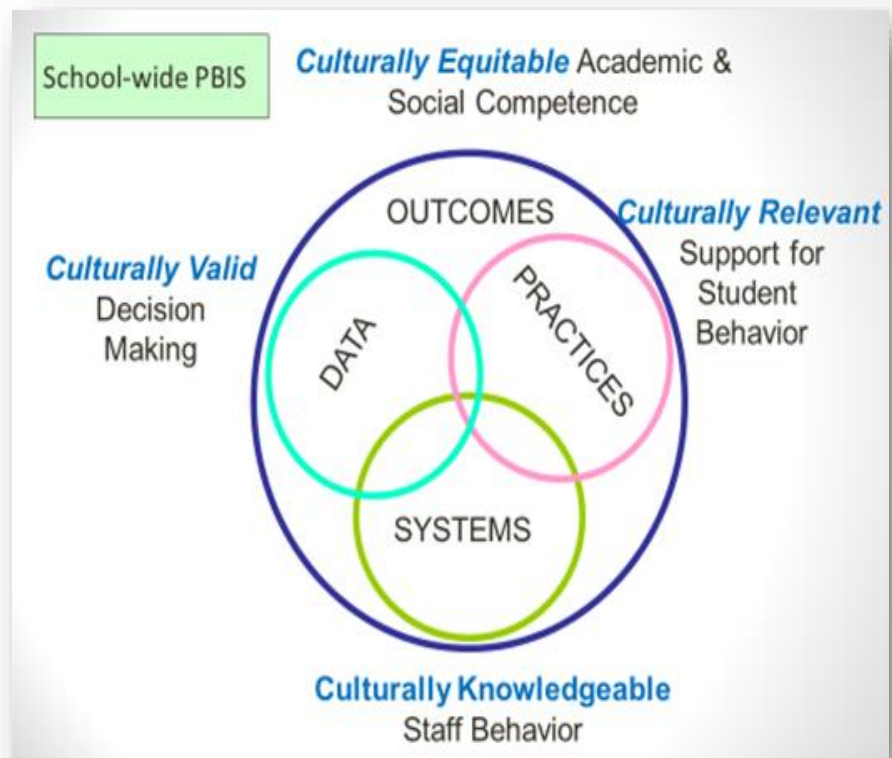 School-wide PBIS
Culturally Equitable Academic &
Social Competence
OUTCOMES
Culturally Relevant
Support for
Student
Behavior
Culturally Valid
Decision
Making
DATA
PRACTICES
SYSTEMS
Culturally Knowledgeable
Staff Behavior